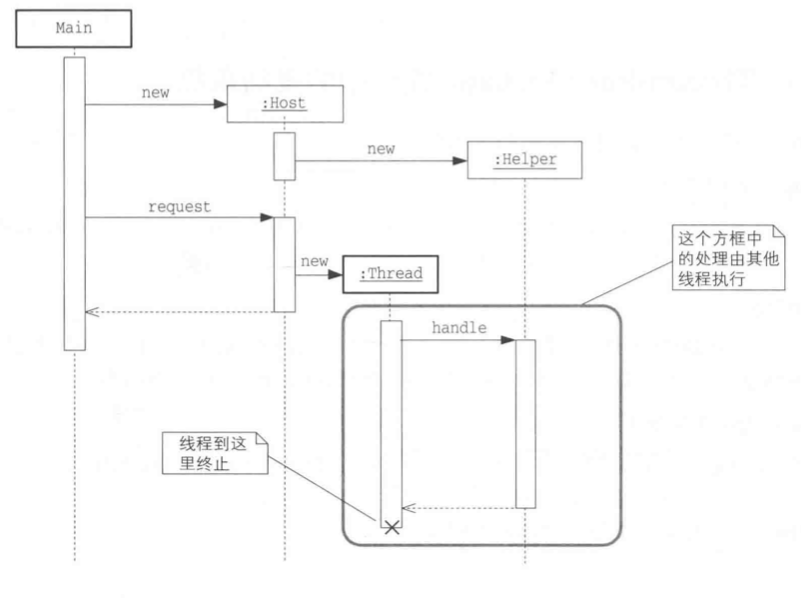 Main
new
:Host
new
:Helper
request
new
:Thread
这个方框中
的处理由其他
线程执行
handle
线程到这
里终止